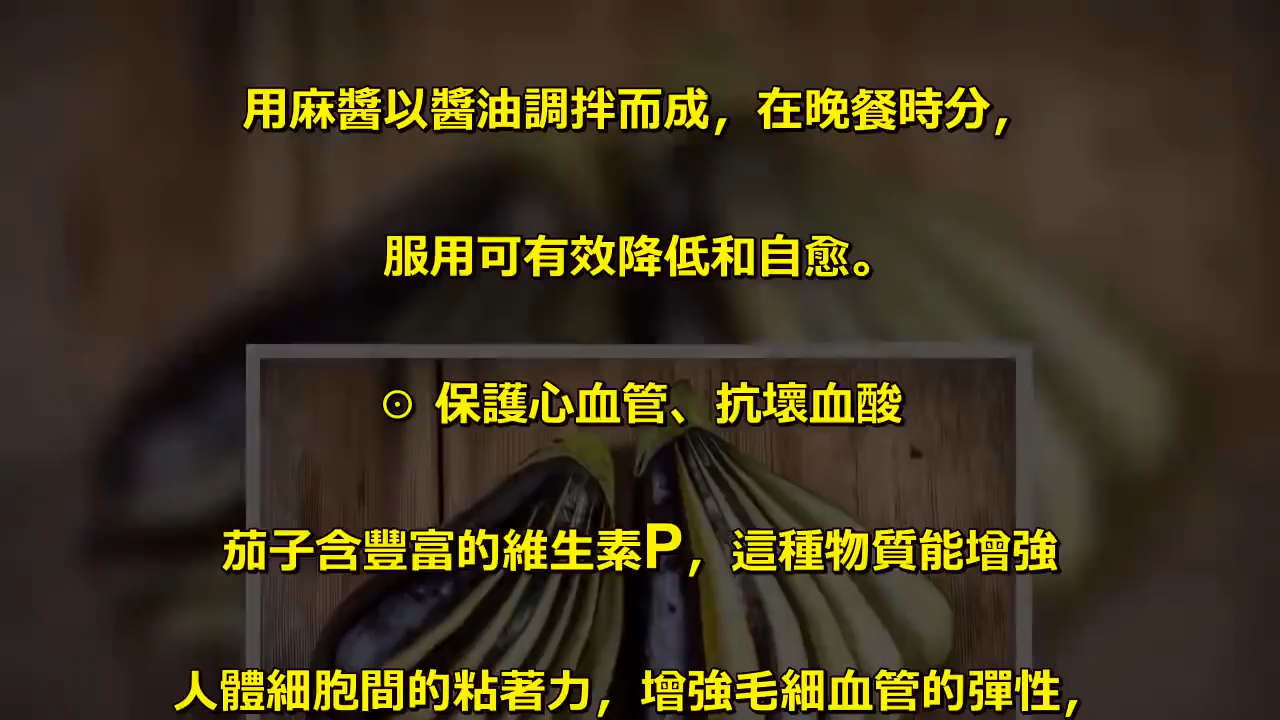 用麻醬以醬油調拌而成，在晚餐時分，
服用可有效降低和自愈。
⊙ 保護心血管、抗壞血酸
茄子含豐富的維生素P，這種物質能增強
人體細胞間的粘著力，增強毛細血管的彈性，